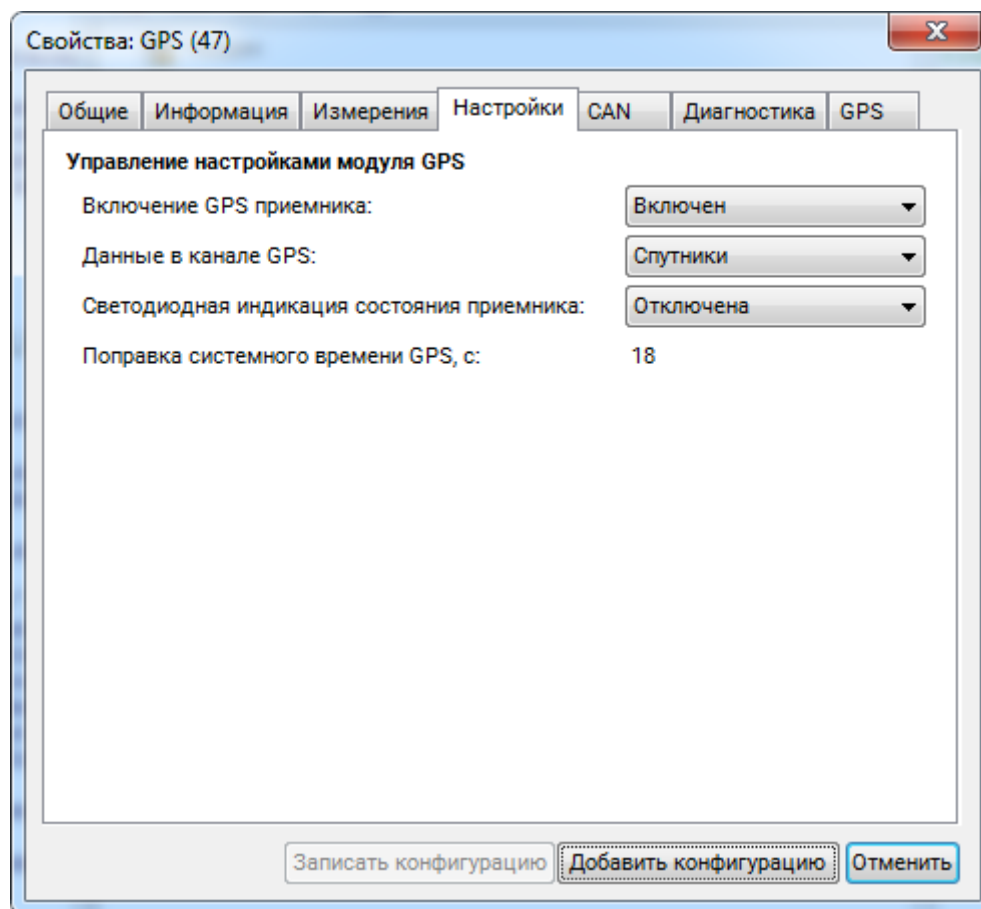 Свойства: GPS (47)
Общие Информация Измерения Настройки CAN Диагностика GPS
Управление настройками модуля GPS
Включение GPS приемника: Включен
Данные в канале GPS: Спутники
Светодиодная индикация состояния приемника: Отключена
Поправка системного времени GPS, с: 18
Записать конфигурацию Добавить конфигурацию Отменить